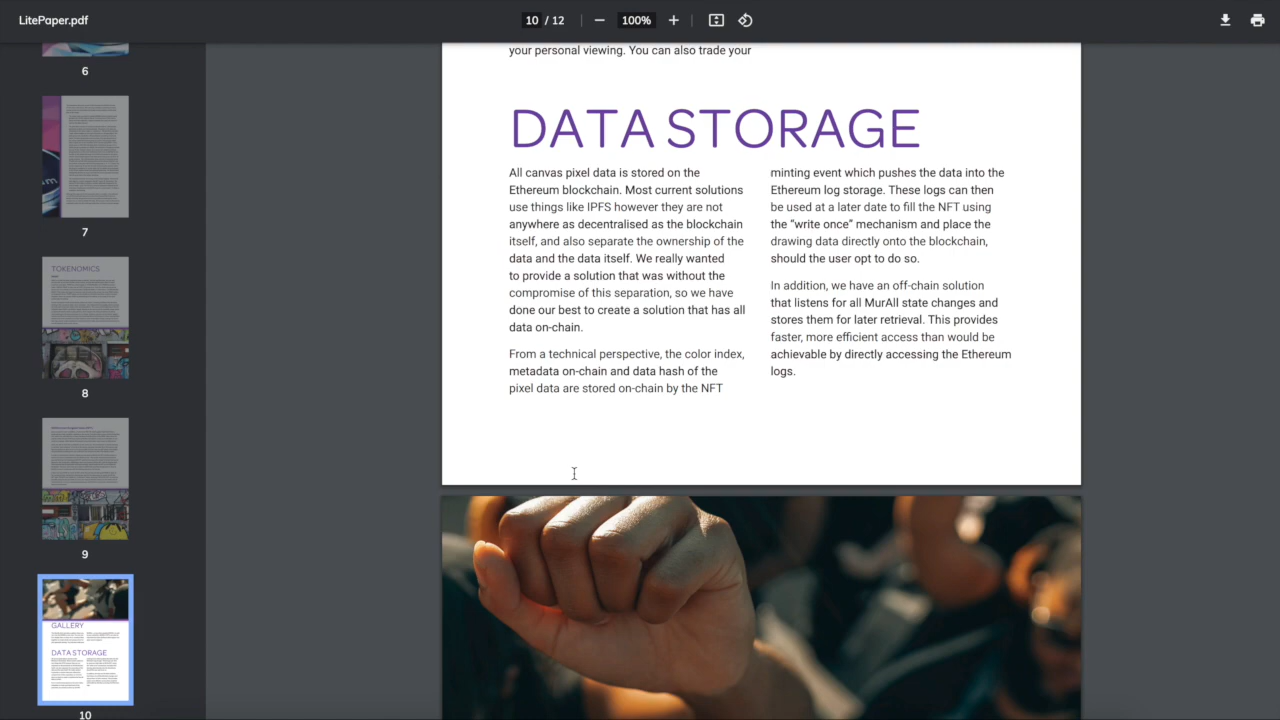 LitePaper.pdf
10 / 12
100%
6
7
TOKENOMICS
8
9
GALLERY
DATA STORAGE
10
your personal viewing. You can also trade your
DATA STORAGE
All canvas pixel data is stored on the
Ethereum blockchain. Most current solutions
use things like IPFS however they are not
anywhere as decentralised as the blockchain
itself, and also separate the ownership of the
data and the data itself. We really wanted
to provide a solution that was without the
compromise of this separation, so we have
done our best to create a solution that has all
data on-chain.
From a technical perspective, the color index,
metadata on-chain and data hash of the
pixel data are stored on-chain by the NFT
minting event which pushes the data into the
Ethereum log storage. These logs can then
be used at a later date to fill the NFT using
the “write once” mechanism and place the
drawing data directly onto the blockchain,
should the user opt to do so.
In addition, we have an off-chain solution
that listens for all MurAll state changes and
stores them for later retrieval. This provides
faster, more efficient access than would be
achievable by directly accessing the Ethereum
logs.